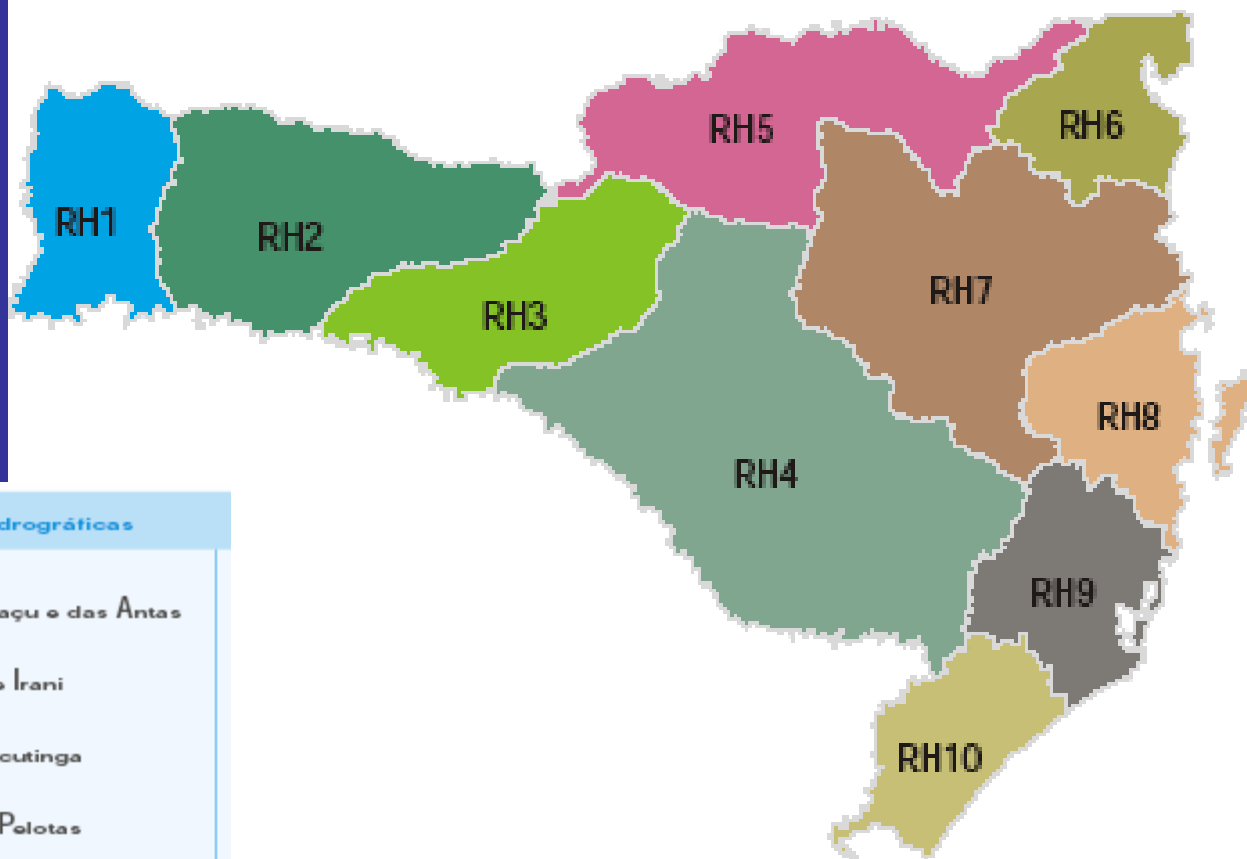 RH5
RH6
RH1
RH2
RH7
RH3
RH8
RH4
RH9
RH10
drográficas
açu e das Antas
Irani
cutinga
Pelotas